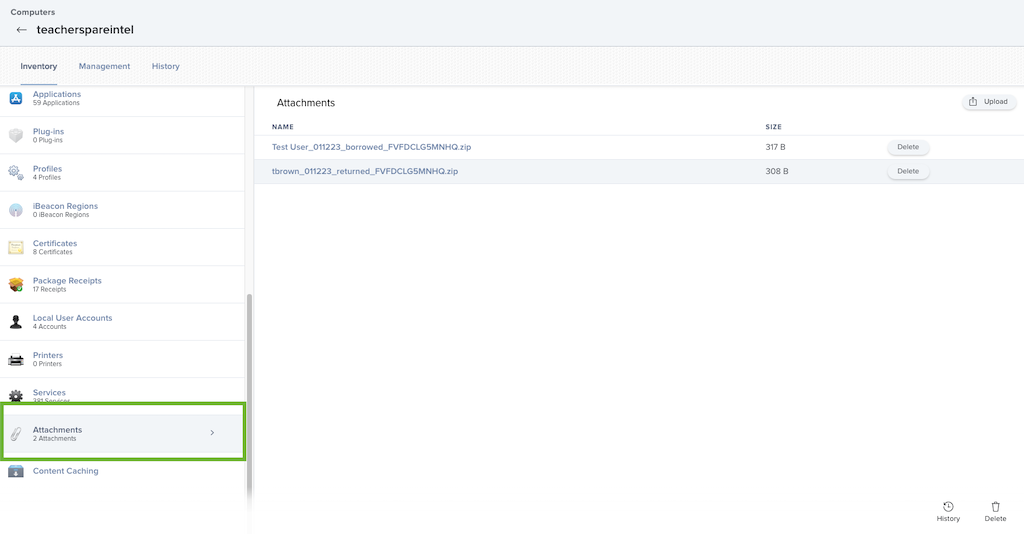 Computers
← teacherspareintel
Inventory Management History
Applications
59 Applications
Plug-ins
0 Plug-ins
Profiles
4 Profiles
iBeacon Regions
0 iBeacon Regions
Certificates
8 Certificates
Package Receipts
17 Receipts
Local User Accounts
4 Accounts
Printers
0 Printers
Services
381 Services
Attachments
2 Attachments
Content Caching
Attachments
Upload
NAME SIZE
Test User_011223_borrowed_FVFDCLG5MNHQ.zip 317 B Delete
tbrown_011223_returned_FVFDCLG5MNHQ.zip 308 B Delete
History Delete